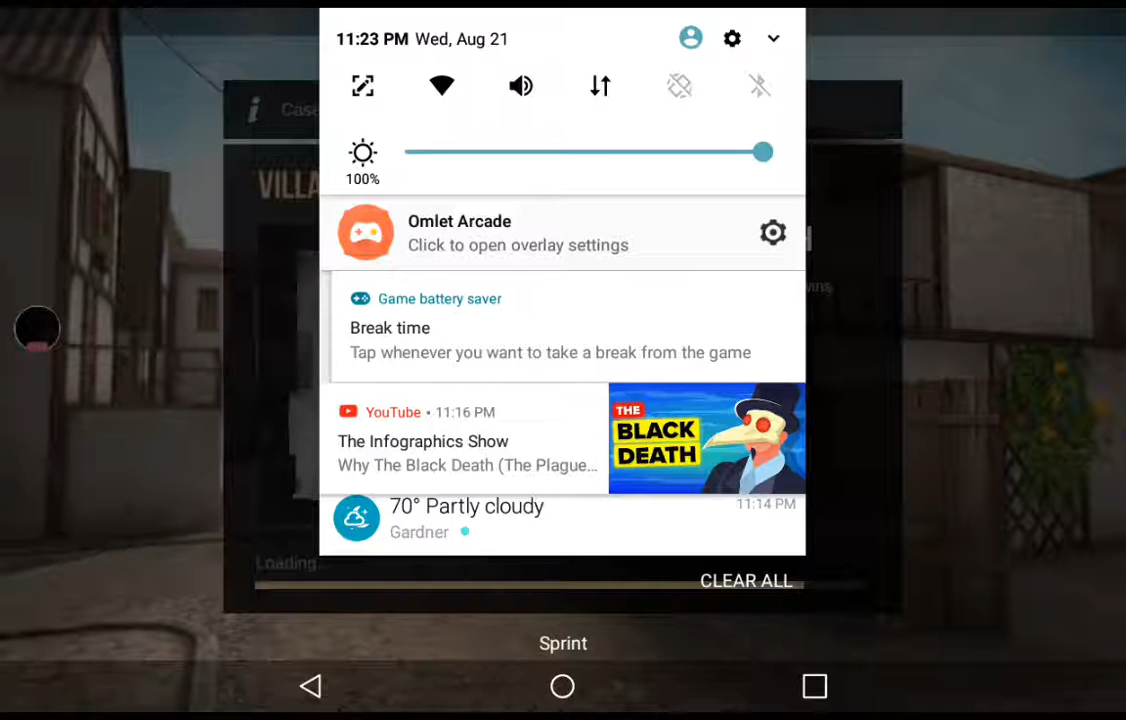 11:23 PM Wed, Aug 21
100%
Omlet Arcade
Click to open overlay settings
Game battery saver
Break time
Tap whenever you want to take a break from the game
YouTube • 11:16 PM
The Infographics Show
Why The Black Death (The Plague...
THE
BLACK
DEATH
70° Partly cloudy
11:14 PM
Gardner
CLEAR ALL
Sprint
i Case
VILLA
Loading...